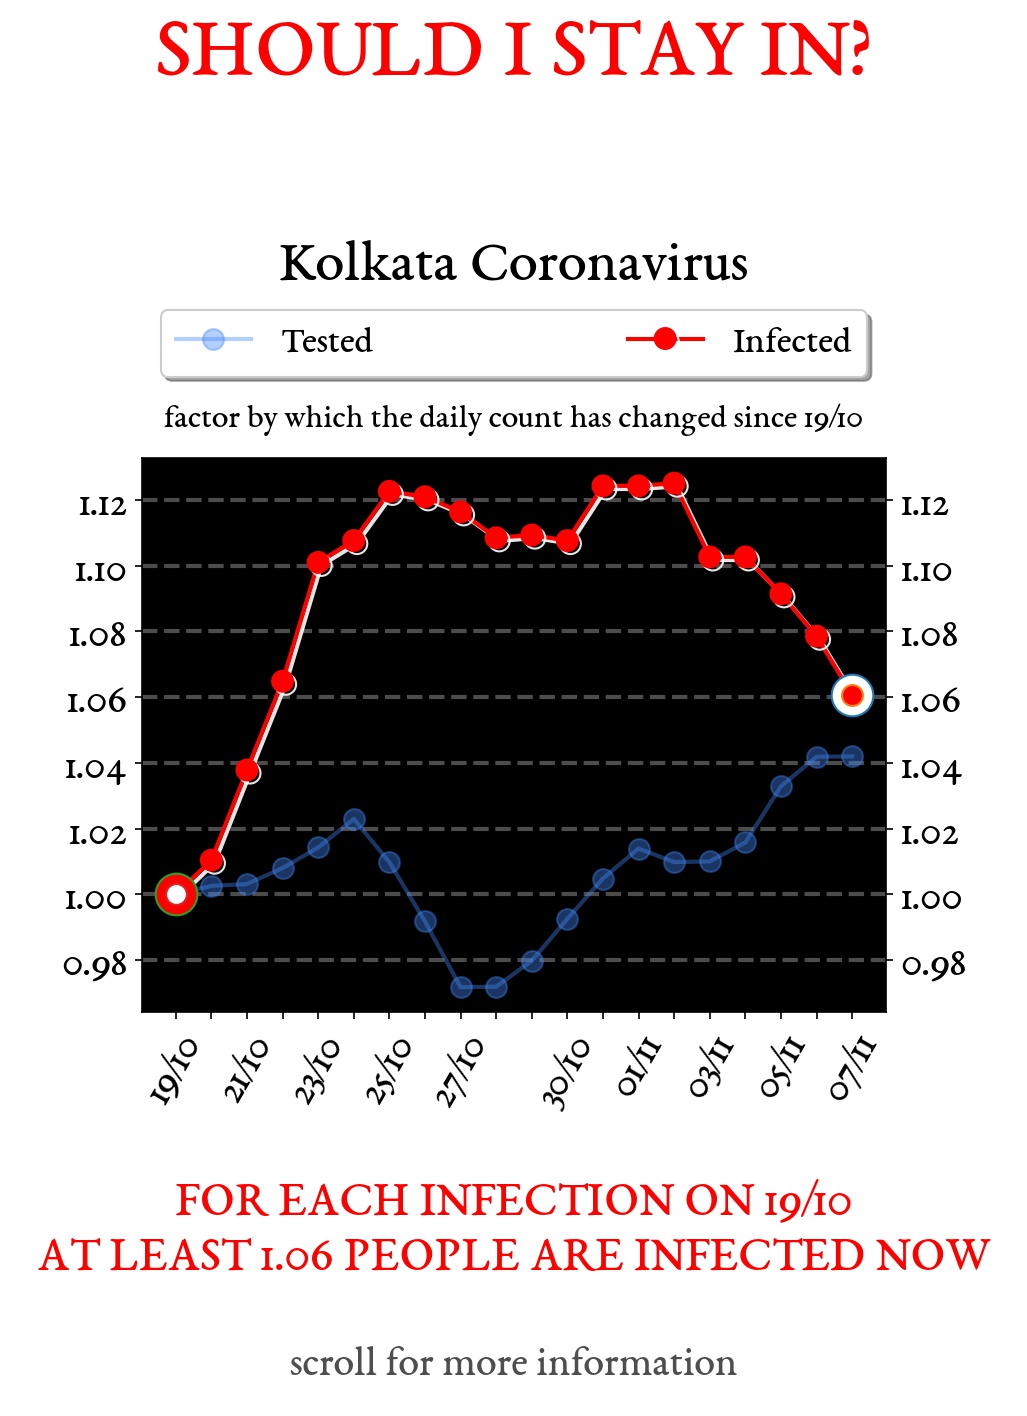 SHOULD I STAY IN?
Kolkata Coronavirus
Tested Infected
factor by which the daily count has changed since 19/10
1.12 1.12
1.10 1.10
1.08 1.08
1.06 1.06
1.04 1.04
1.02 1.02
1.00 1.00
0.98 0.98
19/10 21/10 23/10 25/10 27/10 30/10 01/11 03/11 05/11 07/11
FOR EACH INFECTION ON 19/10
AT LEAST 1.06 PEOPLE ARE INFECTED NOW
scroll for more information